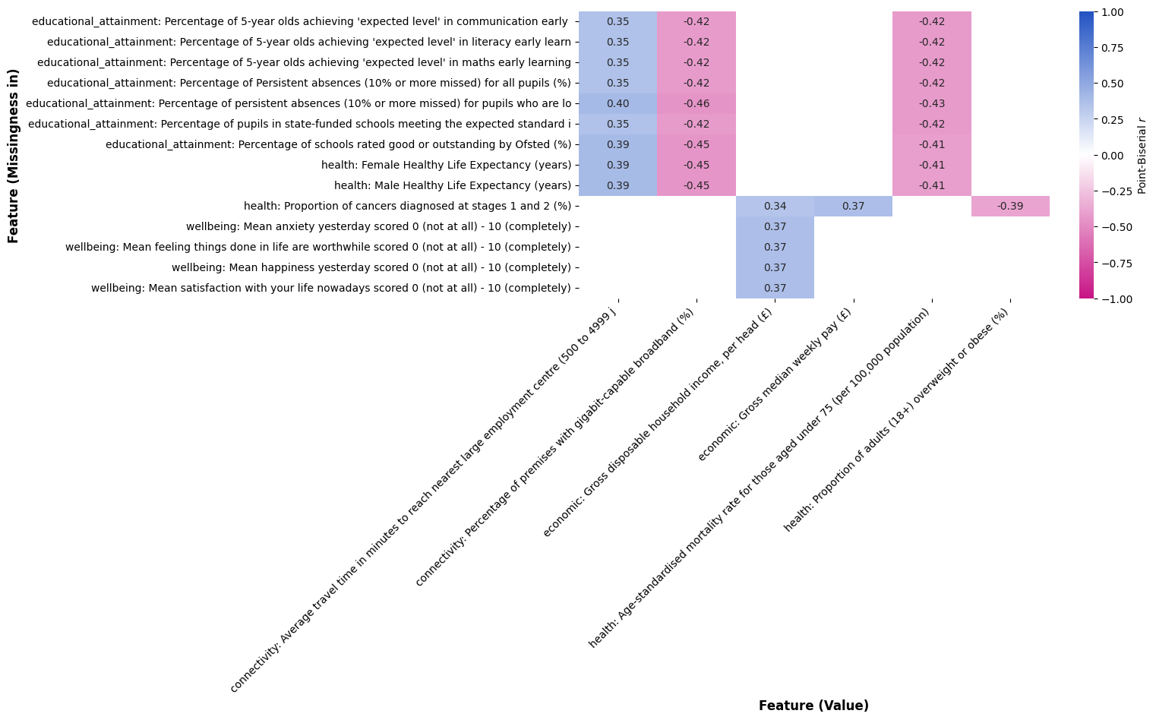 educational_attainment: Percentage of 5-year olds achieving 'expected level' in communication early
educational_attainment: Percentage of 5-year olds achieving 'expected level' in literacy early learn
educational_attainment: Percentage of 5-year olds achieving 'expected level' in maths early learning
educational_attainment: Percentage of Persistent absences (10% or more missed) for all pupils (%)
educational_attainment: Percentage of persistent absences (10% or more missed) for pupils who are lo
educational_attainment: Percentage of pupils in state-funded schools meeting the expected standard i
educational_attainment: Percentage of schools rated good or outstanding by Ofsted (%)
health: Female Healthy Life Expectancy (years)
health: Male Healthy Life Expectancy (years)
health: Proportion of cancers diagnosed at stages 1 and 2 (%)
wellbeing: Mean anxiety yesterday scored 0 (not at all) - 10 (completely)
wellbeing: Mean feeling things done in life are worthwhile scored 0 (not at all) - 10 (completely)
wellbeing: Mean happiness yesterday scored 0 (not at all) - 10 (completely)
wellbeing: Mean satisfaction with your life nowadays scored 0 (not at all) - 10 (completely)
Feature (Missingness in)
0.35 -0.42 -0.42
0.35 -0.42 -0.42
0.35 -0.42 -0.42
0.35 -0.42 -0.42
0.40 -0.46 -0.43
0.35 -0.42 -0.42
0.39 -0.45 -0.41
0.39 -0.45 -0.41
0.39 -0.45 -0.41
0.34 0.37 -0.39
0.37
0.37
0.37
0.37
connectivity: Average travel time in minutes to reach nearest large employment centre (500 to 4999 j
connectivity: Percentage of premises with gigabit-capable broadband (%)
economic: Gross disposable household income, per head (£)
economic: Gross median weekly pay (£)
health: Age-standardised mortality rate for those aged under 75 (per 100,000 population)
health: Proportion of adults (18+) overweight or obese (%)
Feature (Value)
1.00
0.75
0.50
0.25
0.00
−0.25
−0.50
−0.75
−1.00
Point-Biserial r